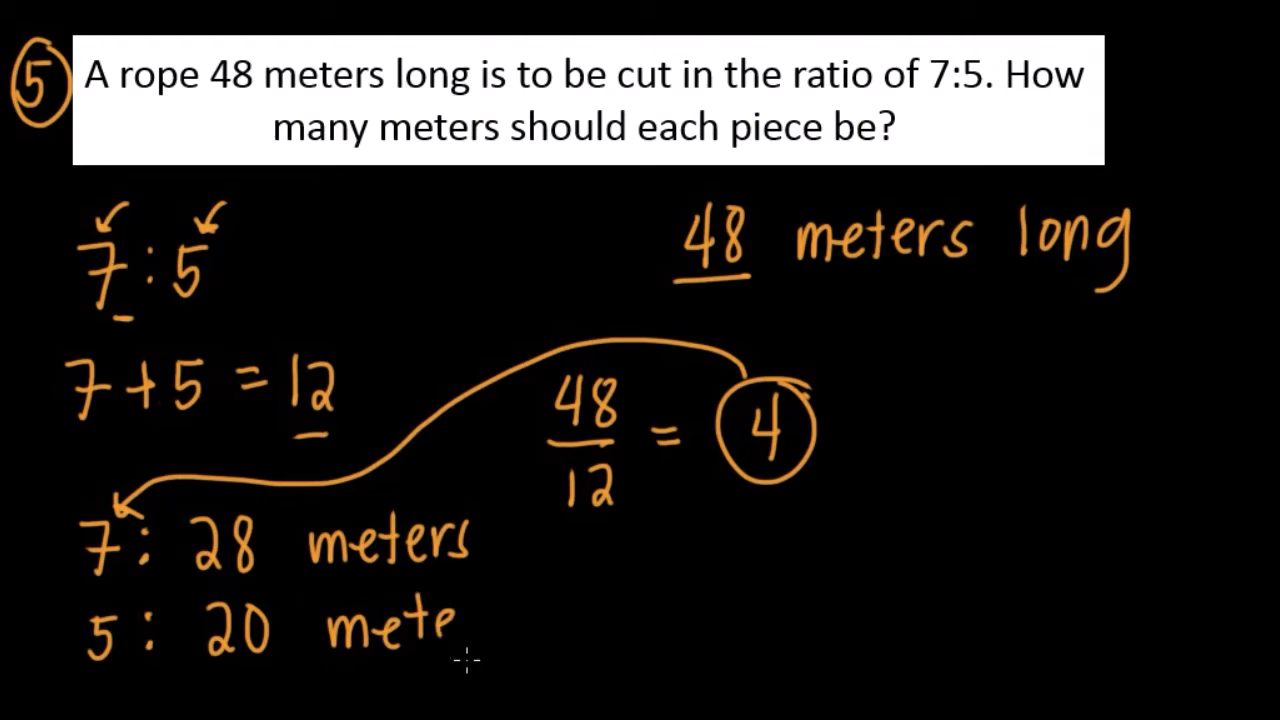 5
A rope 48 meters long is to be cut in the ratio of 7:5. How
many meters should each piece be?
7:5
48 meters long
7+5 = 12
48
12
= 4
7: 28 meters
5: 20 mete